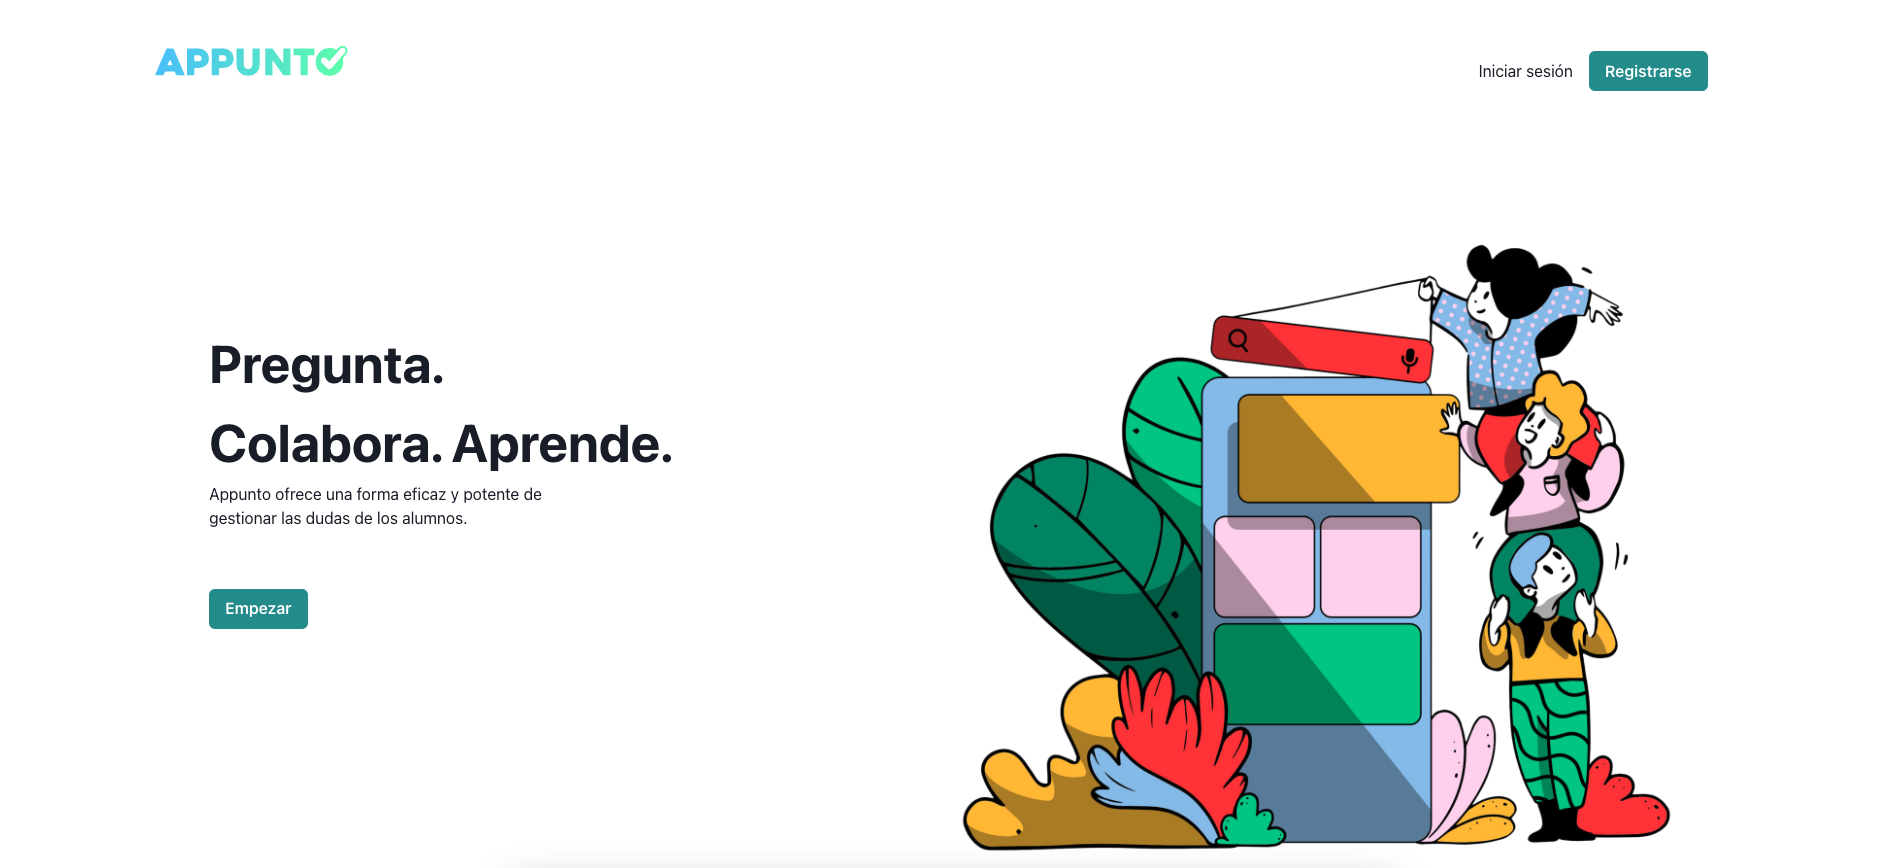 APPUNTO
Iniciar sesión
Registrarse
Pregunta.
Colabora. Aprende.
Appunto ofrece una forma eficaz y potente de
gestionar las dudas de los alumnos.
Empezar